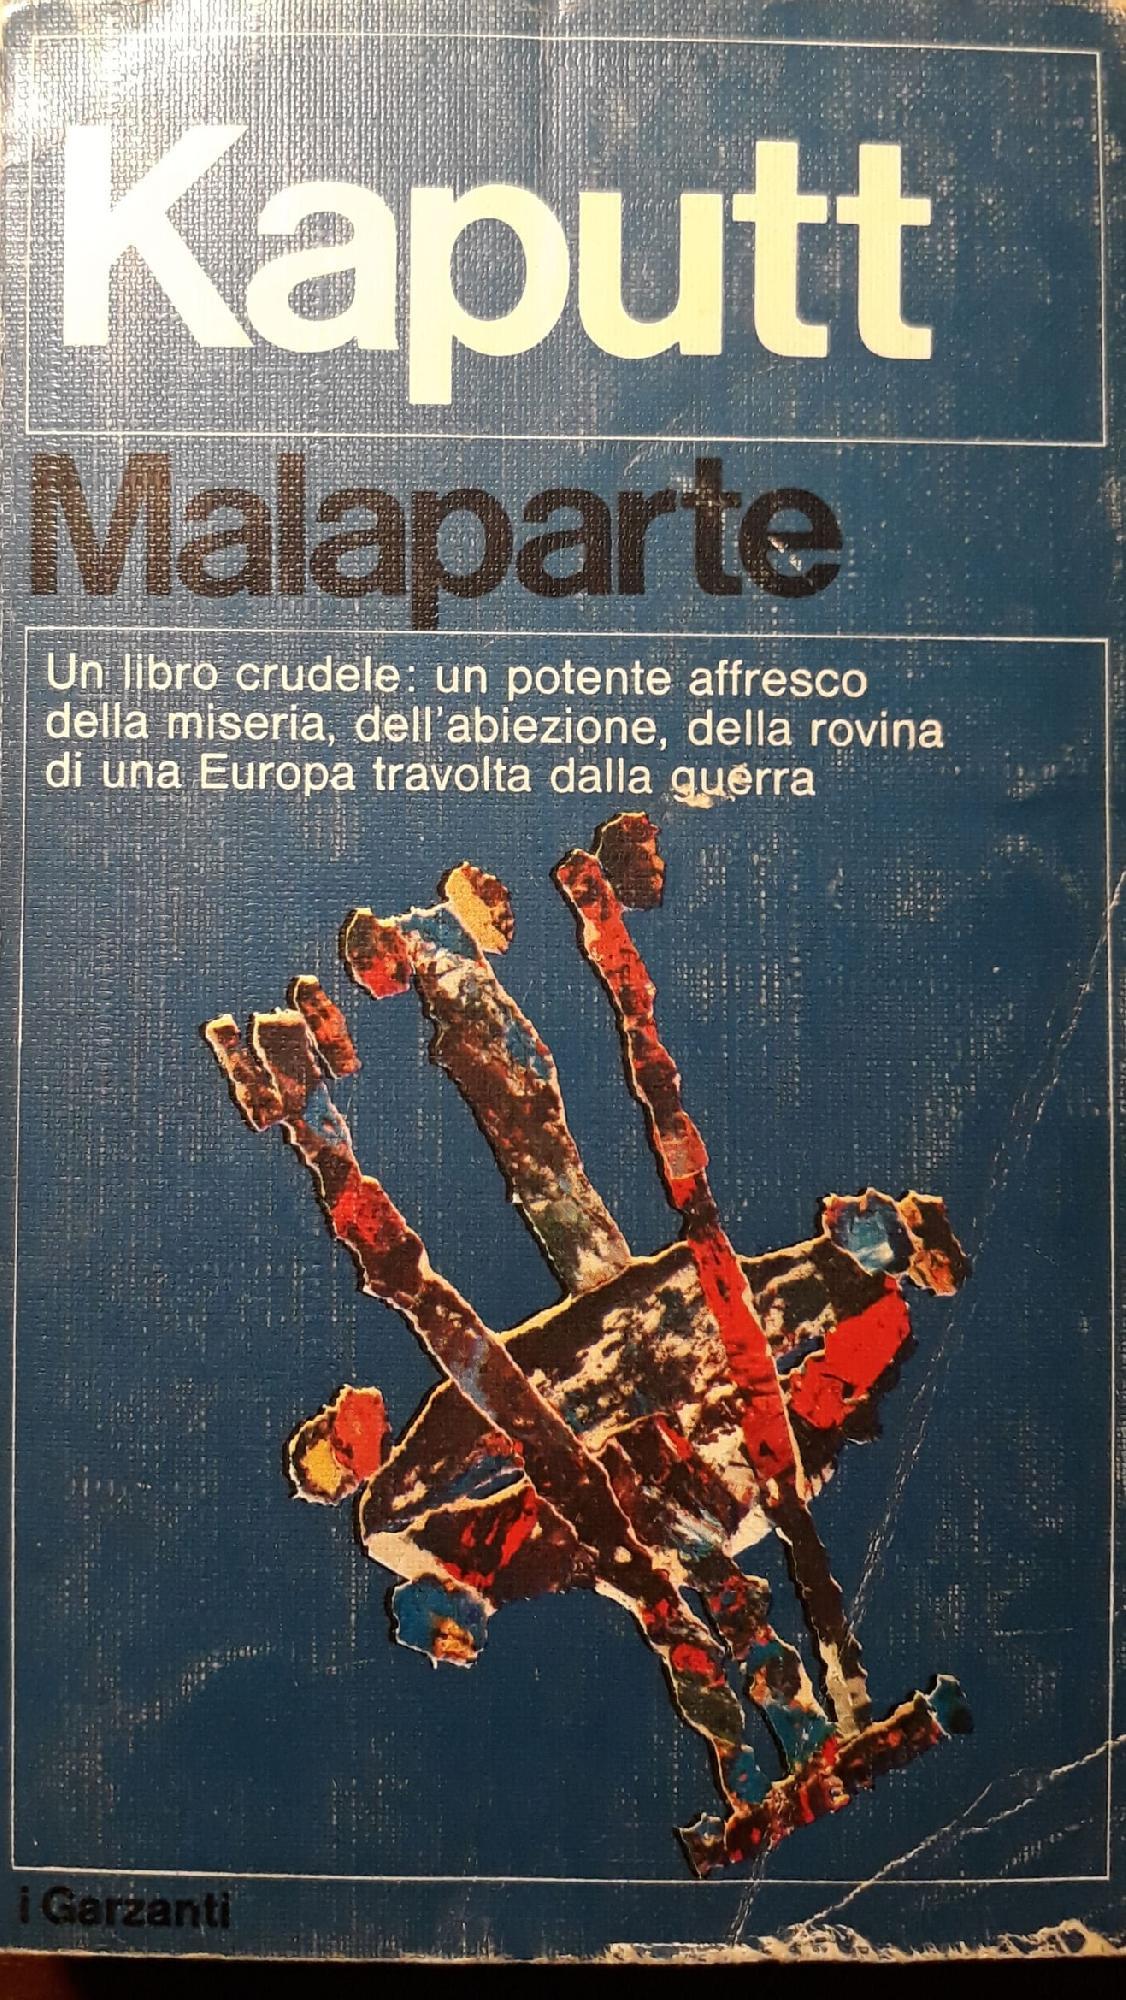 Kaputt
Malaparte
Un libro crudele: un potente affresco
della miseria, dell'abiezione, della rovina
di una Europa travolta dalla guerra
i Garzanti